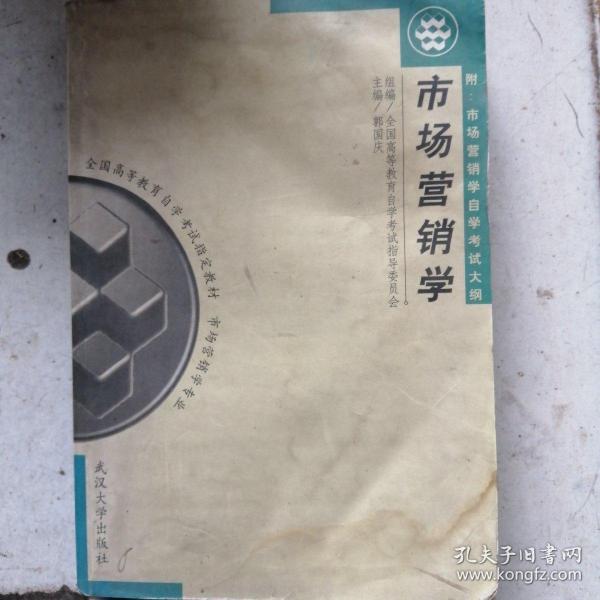 附：市场营销学自学考试大纲
市场营销学
组编/全国高等教育自学考试指导委员会
主编/郭国庆
全国高等教育自学考试指定教材 市场营销学专业
武汉大学出版社
孔夫子旧书网
www.kongfz.com